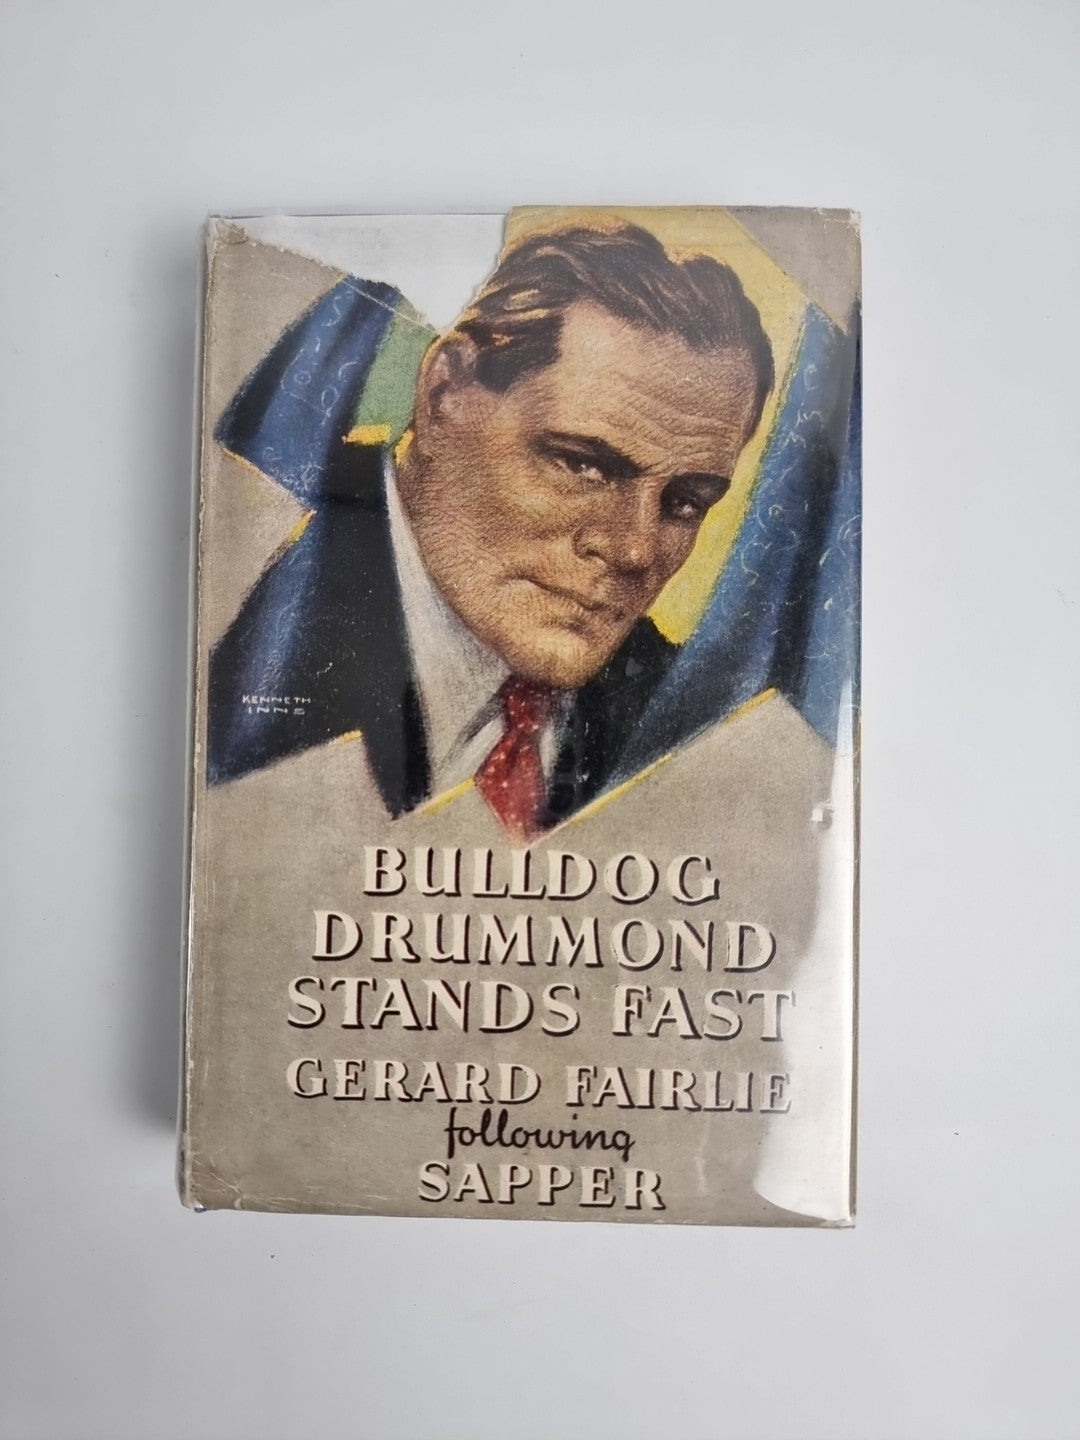 KENNETH
INNS
BULLDOG
DRUMMOND
STANDS FAST
GERARD FAIRLIE
following
SAPPER